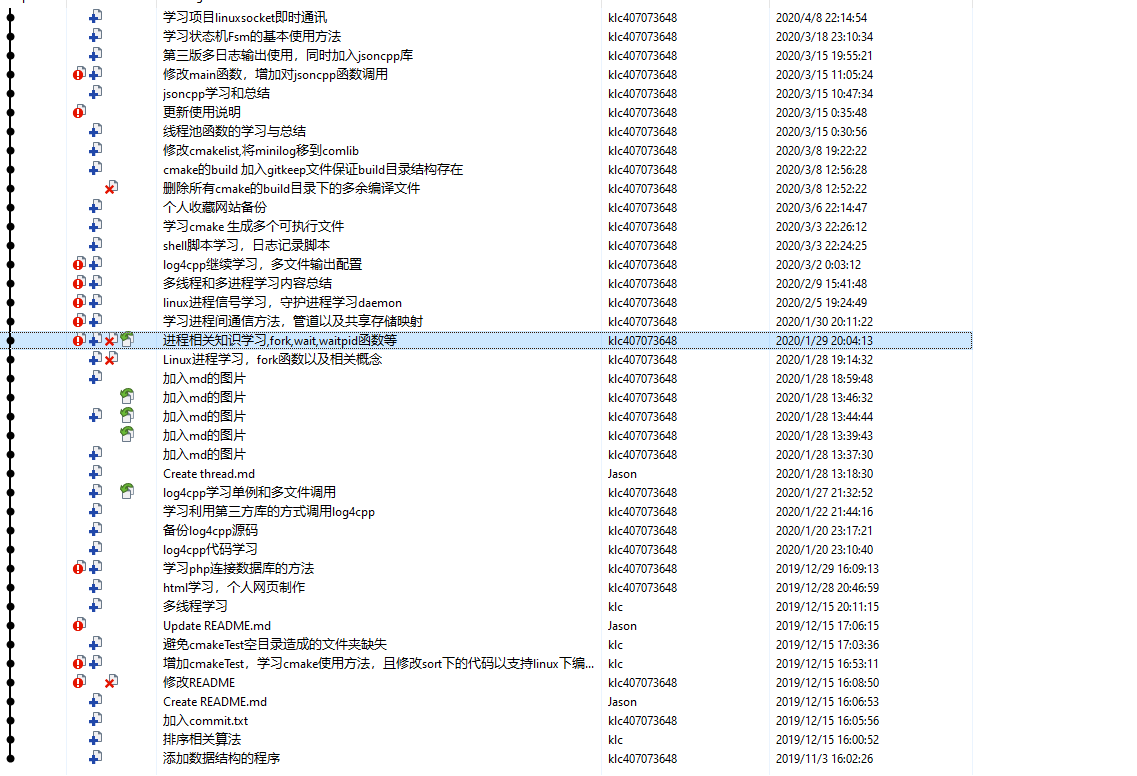 学习项目linuxsocket即时通讯 klc407073648 2020/4/8 22:14:54
学习状态机Fsm的基本使用方法 klc407073648 2020/3/18 23:10:34
第三版多日志输出使用，同时加入jsoncpp库 klc407073648 2020/3/15 19:55:21
修改main函数，增加对jsoncpp函数调用 klc407073648 2020/3/15 11:05:24
jsoncpp学习和总结 klc407073648 2020/3/15 10:47:34
更新使用说明 klc407073648 2020/3/15 0:35:48
线程池函数的学习与总结 klc407073648 2020/3/15 0:30:56
修改cmakelist,将minilog移到comlib klc407073648 2020/3/8 19:22:22
cmake的build 加入gitkeep文件保证build目录结构存在 klc407073648 2020/3/8 12:56:28
删除所有cmake的build目录下的多余编译文件 klc407073648 2020/3/8 12:52:22
个人收藏网站备份 klc407073648 2020/3/6 22:14:47
学习cmake 生成多个可执行文件 klc407073648 2020/3/3 22:26:12
shell脚本学习，日志记录脚本 klc407073648 2020/3/3 22:24:25
log4cpp继续学习，多文件输出配置 klc407073648 2020/3/2 0:03:12
多线程和多进程学习内容总结 klc407073648 2020/2/9 15:41:48
linux进程信号学习，守护进程学习daemon klc407073648 2020/2/5 19:24:49
学习进程间通信方法，管道以及共享存储映射 klc407073648 2020/1/30 20:11:22
进程相关知识学习,fork,wait,waitpid函数等 klc407073648 2020/1/29 20:04:13
Linux进程学习，fork函数以及相关概念 klc407073648 2020/1/28 19:14:32
加入md的图片 klc407073648 2020/1/28 18:59:48
加入md的图片 klc407073648 2020/1/28 13:46:32
加入md的图片 klc407073648 2020/1/28 13:44:44
加入md的图片 klc407073648 2020/1/28 13:39:43
加入md的图片 klc407073648 2020/1/28 13:37:30
Create thread.md Jason 2020/1/28 13:18:30
log4cpp学习单例和多文件调用 klc407073648 2020/1/27 21:32:52
学习利用第三方库的方式调用log4cpp klc407073648 2020/1/22 21:44:16
备份log4cpp源码 klc407073648 2020/1/20 23:17:21
log4cpp代码学习 klc407073648 2020/1/20 23:10:40
学习php连接数据库的方法 klc407073648 2019/12/29 16:09:13
html学习，个人网页制作 klc407073648 2019/12/28 20:46:59
多线程学习 klc 2019/12/15 20:11:15
Update README.md Jason 2019/12/15 17:06:15
避免cmakeTest空目录造成的文件夹缺失 klc 2019/12/15 17:03:36
增加cmakeTest，学习cmake使用方法，且修改sort下的代码以支持linux下编... klc 2019/12/15 16:53:11
修改README klc407073648 2019/12/15 16:08:50
Create README.md Jason 2019/12/15 16:06:53
加入commit.txt klc407073648 2019/12/15 16:05:56
排序相关算法 klc 2019/12/15 16:00:52
添加数据结构的程序 klc407073648 2019/11/3 16:02:26